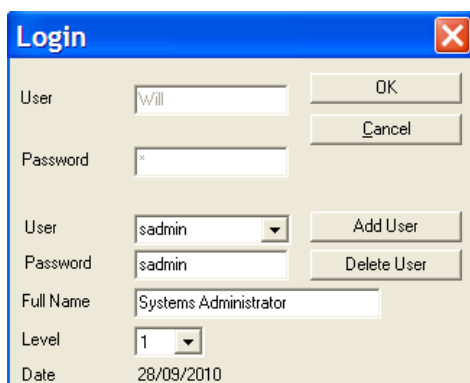 Login
User Will OK
Cancel
Password *
User sadmin Add User
Password sadmin Delete User
Full Name Systems Administrator
Level 1
Date 28/09/2010